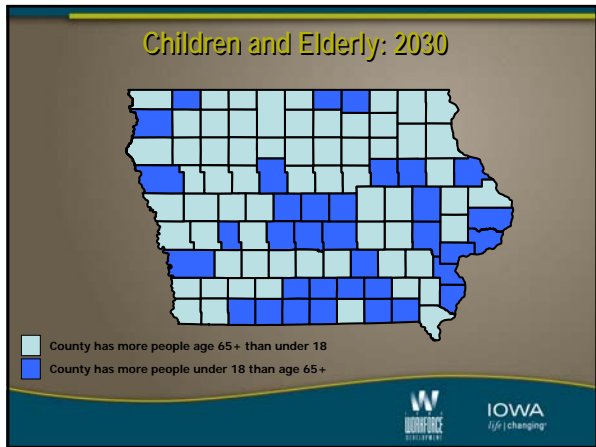 Children and Elderly: 2030
County has more people age 65+ than under 18
County has more people under 18 than age 65+
WORKFORCE
DEVELOPMENT
IOWA
life | changing